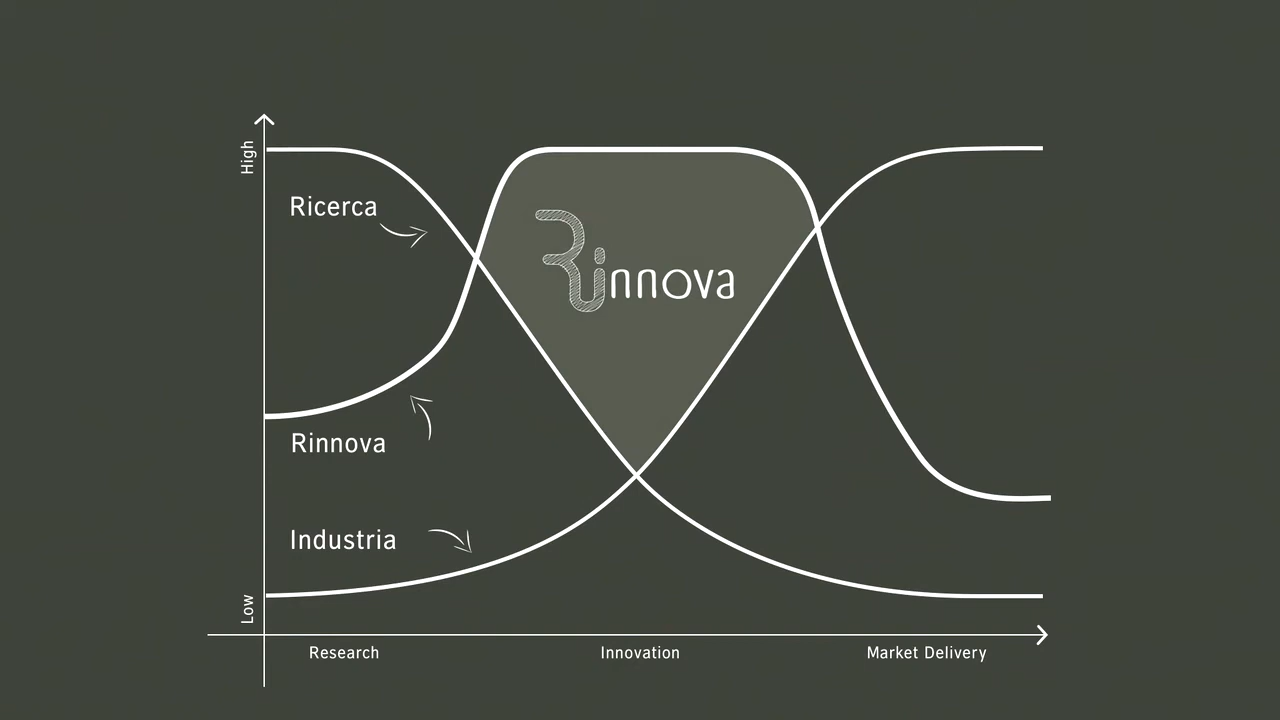 High
Ricerca
Rinnova
Rinnova
Industria
Low
Research
Innovation
Market Delivery